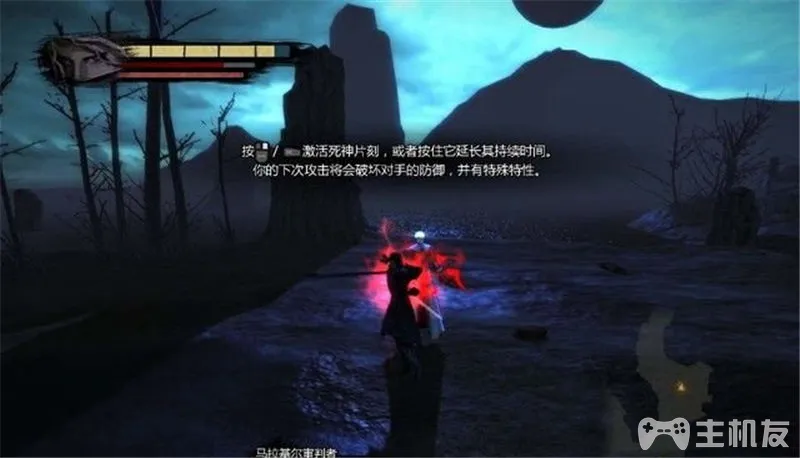 按 / 激活死神片刻，或者按住它延长其持续时间。
你的下次攻击将会破坏对手的防御，并有特殊特性。
马拉基尔审判者
主机友